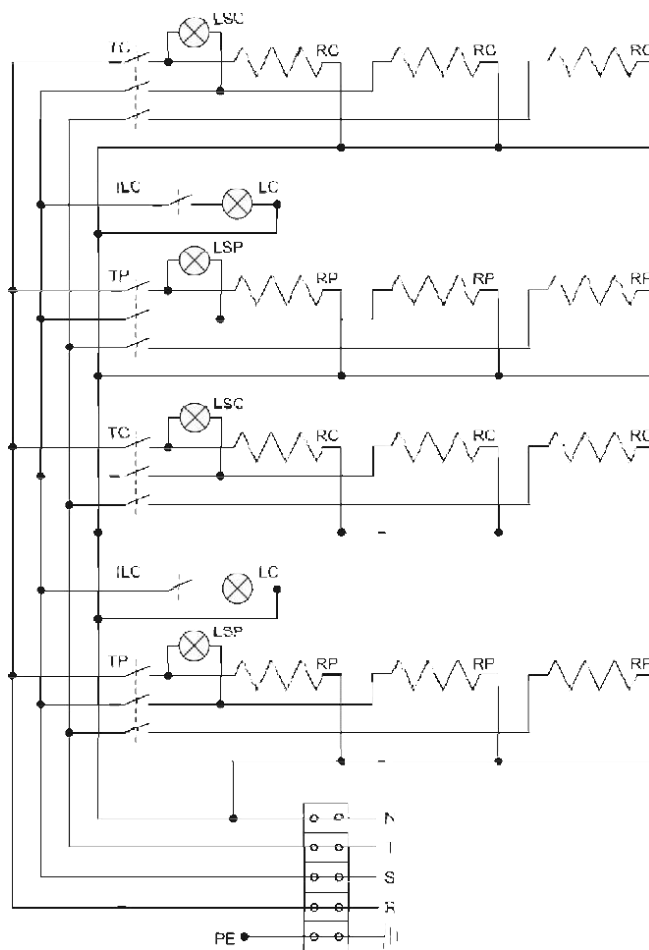 LSC
TC RC RC RC
ILC LC
LSP
TP RP RP RP
LSC
TC RC RC RC
ILC LC
LSP
TP RP RP RP
N
S
R
PE